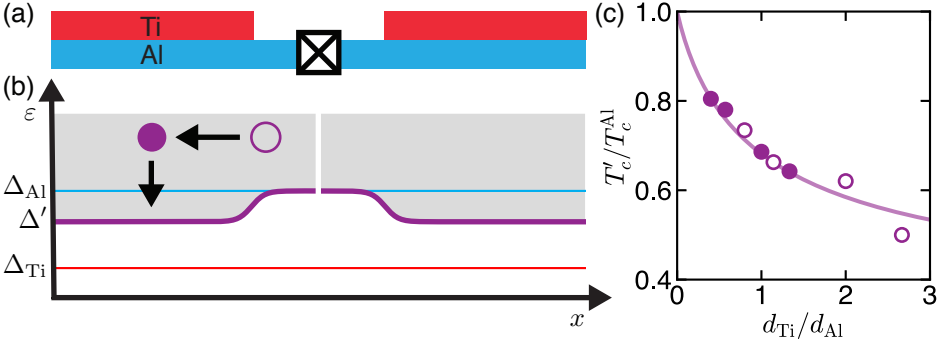 (a)
Ti
Al
(b)
ε
Δ_Al
Δ′
Δ_Ti
x
(c)
T′_c/T_c^Al
1.0
0.8
0.6
0.4
0 1 2 3
d_Ti/d_Al